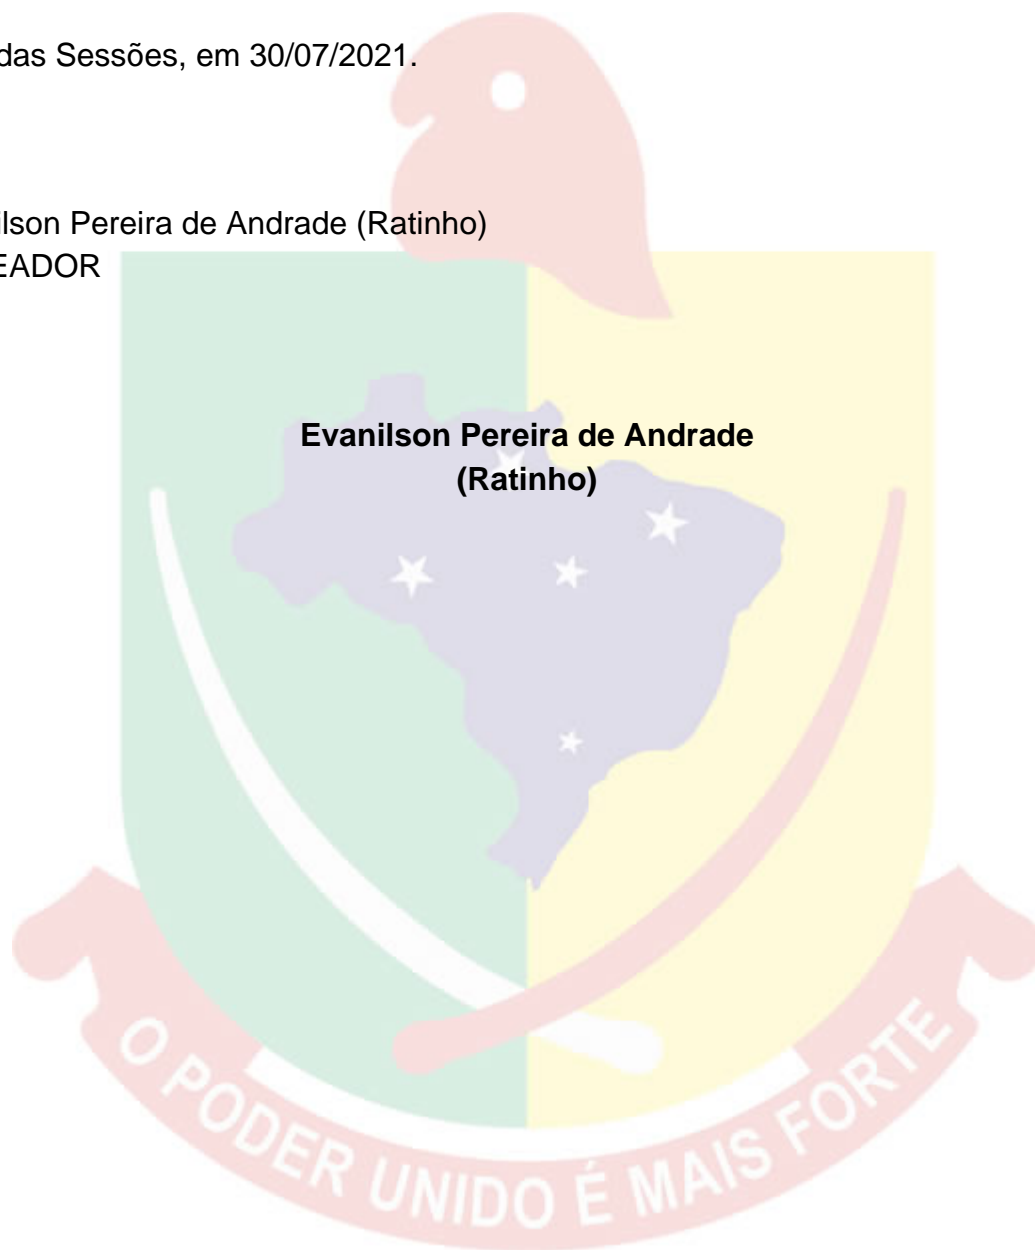 das Sessões, em 30/07/2021.
ilson Pereira de Andrade (Ratinho)
EADOR
Evanilson Pereira de Andrade
(Ratinho)
O PODER UNIDO É MAIS FORTE